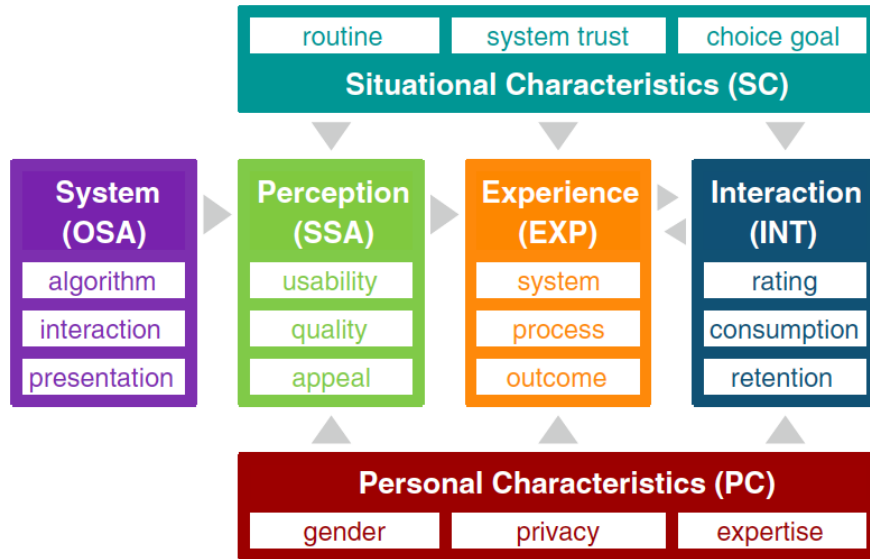 routine
system trust
choice goal
Situational Characteristics (SC)
System
(OSA)
algorithm
interaction
presentation
Perception
(SSA)
usability
quality
appeal
Experience
(EXP)
system
process
outcome
Interaction
(INT)
rating
consumption
retention
Personal Characteristics (PC)
gender
privacy
expertise